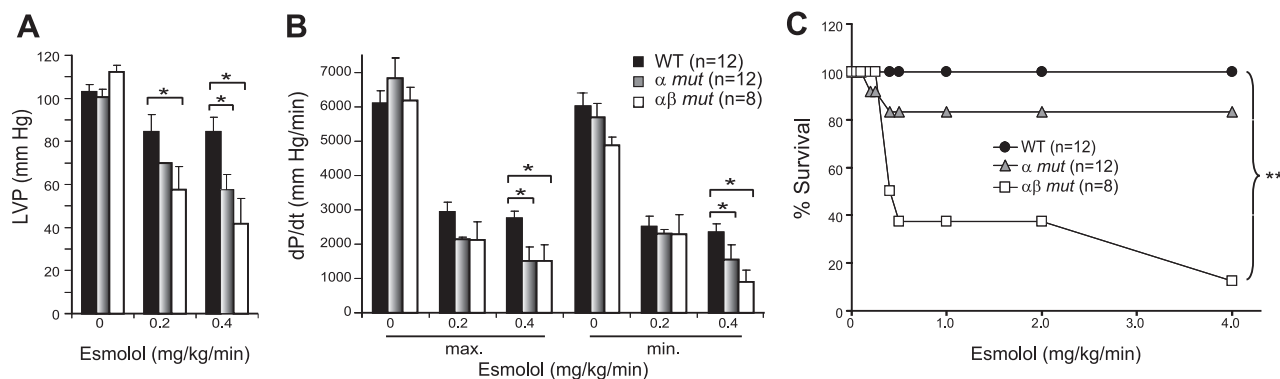 A
120
100
80
60
40
20
0
LVP (mm Hg)
*
*
*
0 0.2 0.4
Esmolol (mg/kg/min)
B
7000
6000
5000
4000
3000
2000
1000
0
dP/dt (mm Hg/min)
WT (n=12)
α mut (n=12)
αβ mut (n=8)
*
*
*
*
0 0.2 0.4 0 0.2 0.4
max. min.
Esmolol (mg/kg/min)
C
120
100
80
60
40
20
0
% Survival
WT (n=12)
α mut (n=12)
αβ mut (n=8)
**
0 1.0 2.0 3.0 4.0
Esmolol (mg/kg/min)